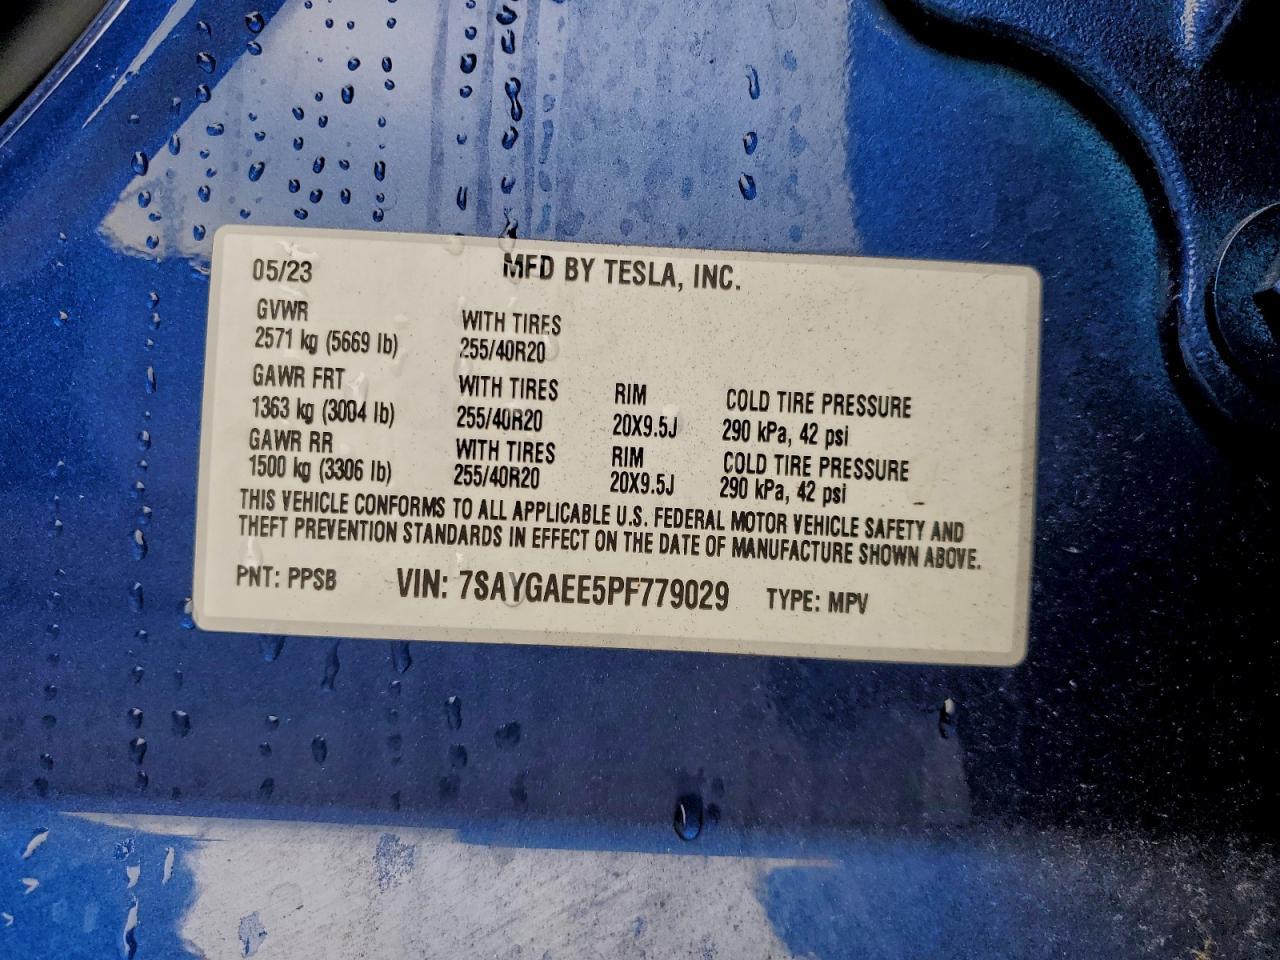 05/23 MFD BY TESLA, INC.
GVWR WITH TIRES
2571 kg (5669 lb) 255/40R20
GAWR FRT WITH TIRES RIM COLD TIRE PRESSURE
1363 kg (3004 lb) 255/40R20 20X9.5J 290 kPa, 42 psi
GAWR RR WITH TIRES RIM COLD TIRE PRESSURE
1500 kg (3306 lb) 255/40R20 20X9.5J 290 kPa, 42 psi
THIS VEHICLE CONFORMS TO ALL APPLICABLE U.S. FEDERAL MOTOR VEHICLE SAFETY AND
THEFT PREVENTION STANDARDS IN EFFECT ON THE DATE OF MANUFACTURE SHOWN ABOVE.
PNT: PPSB VIN: 7SAYGAEE5PF779029 TYPE: MPV